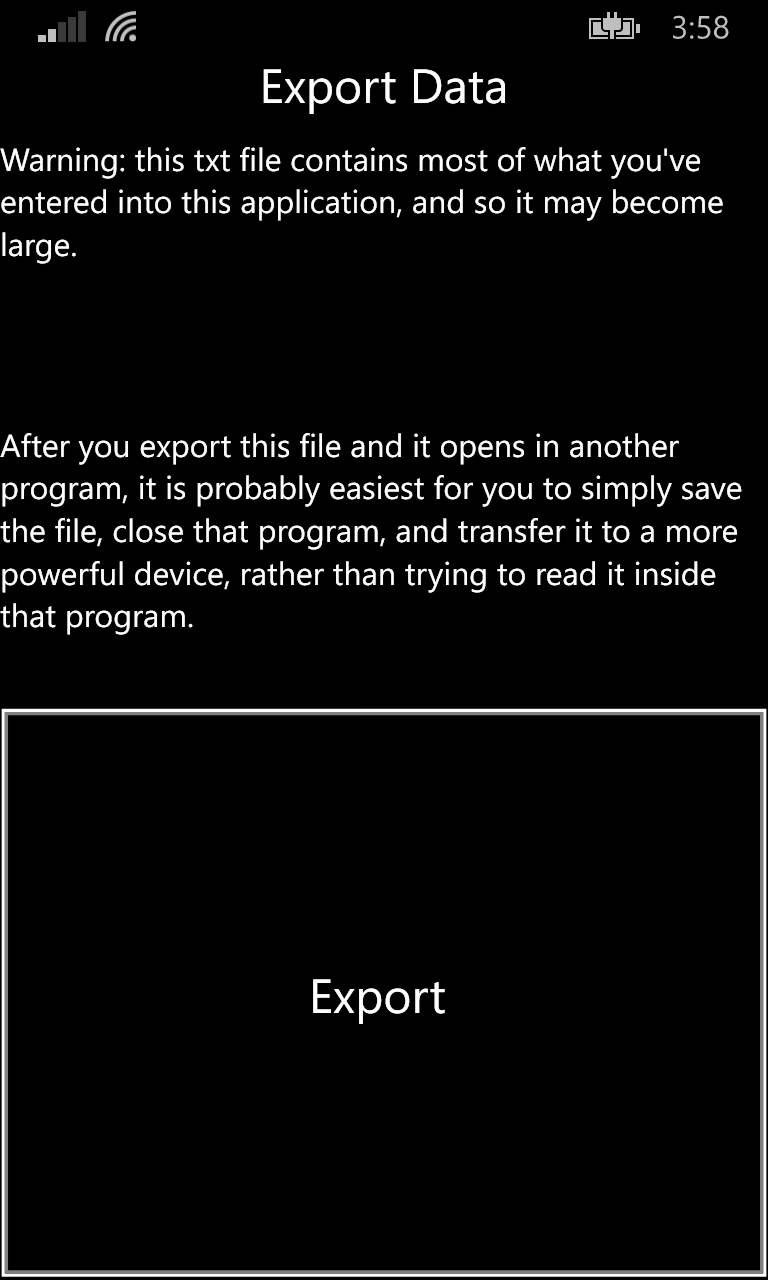 3:58
Export Data
Warning: this txt file contains most of what you've
entered into this application, and so it may become
large.
After you export this file and it opens in another
program, it is probably easiest for you to simply save
the file, close that program, and transfer it to a more
powerful device, rather than trying to read it inside
that program.
Export